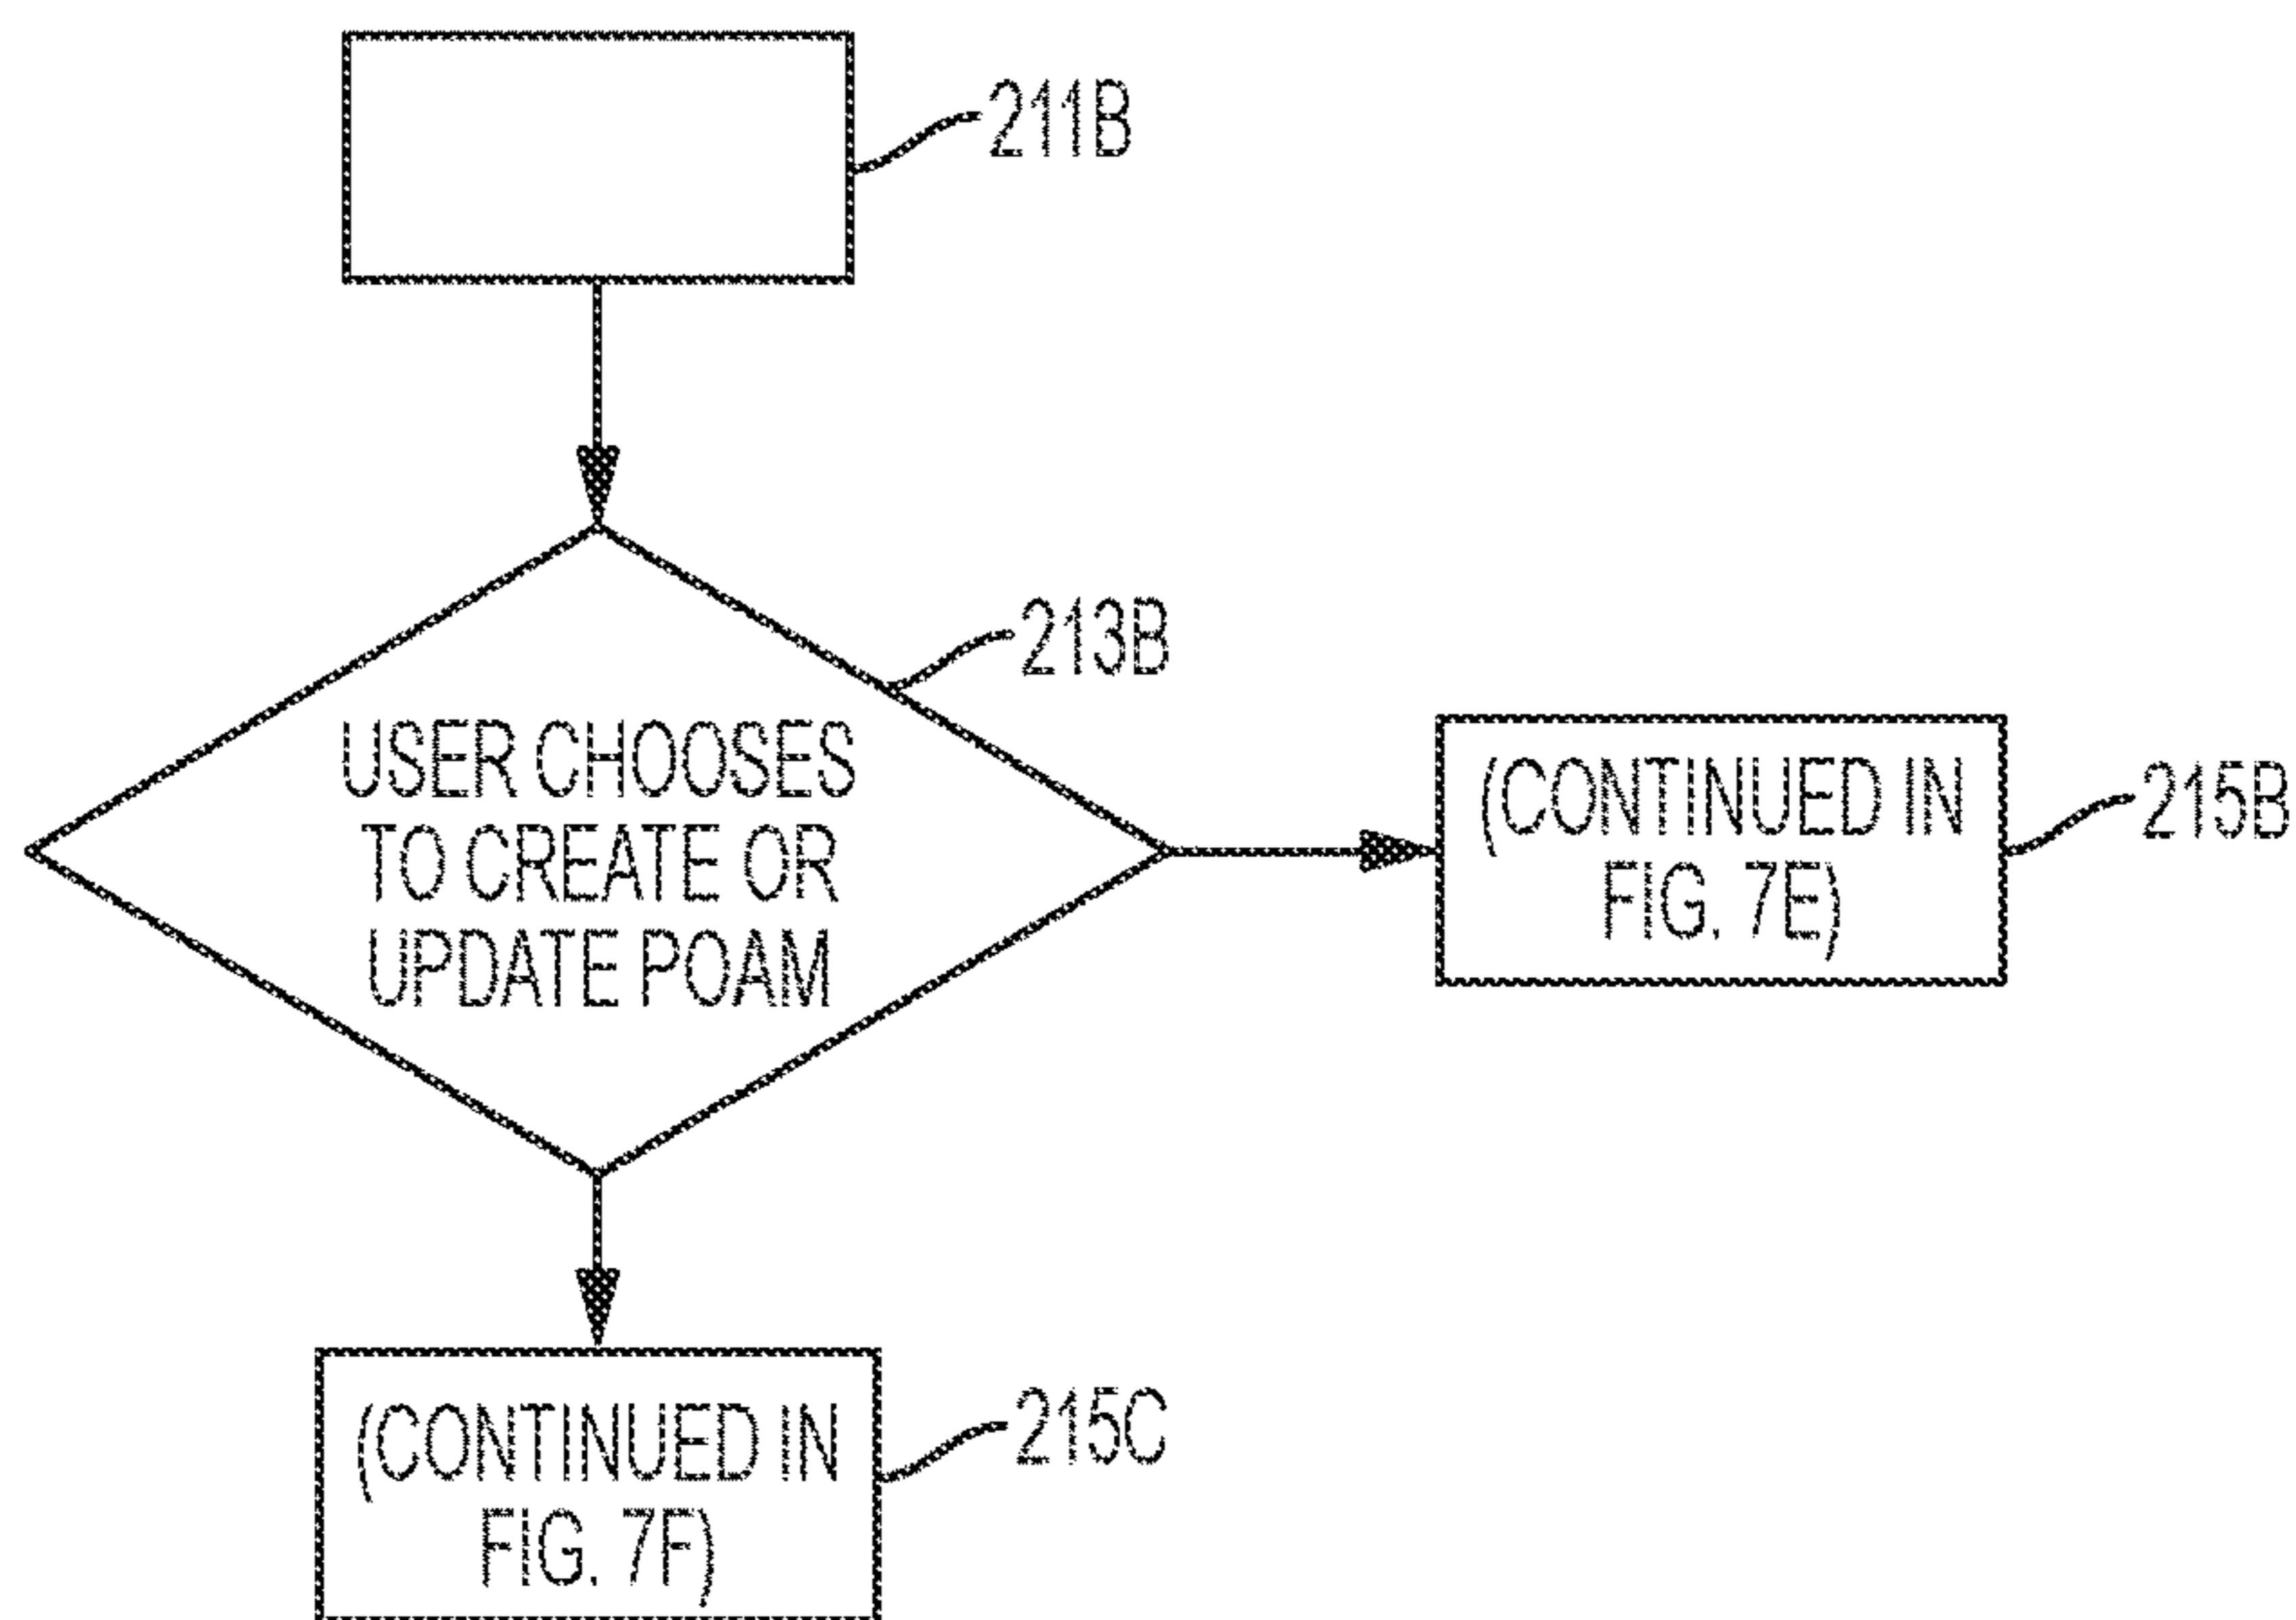 211B
213B
USER CHOOSES
TO CREATE OR
UPDATE POAM
(CONTINUED IN
FIG. 7E)
215B
(CONTINUED IN
FIG. 7F)
215C